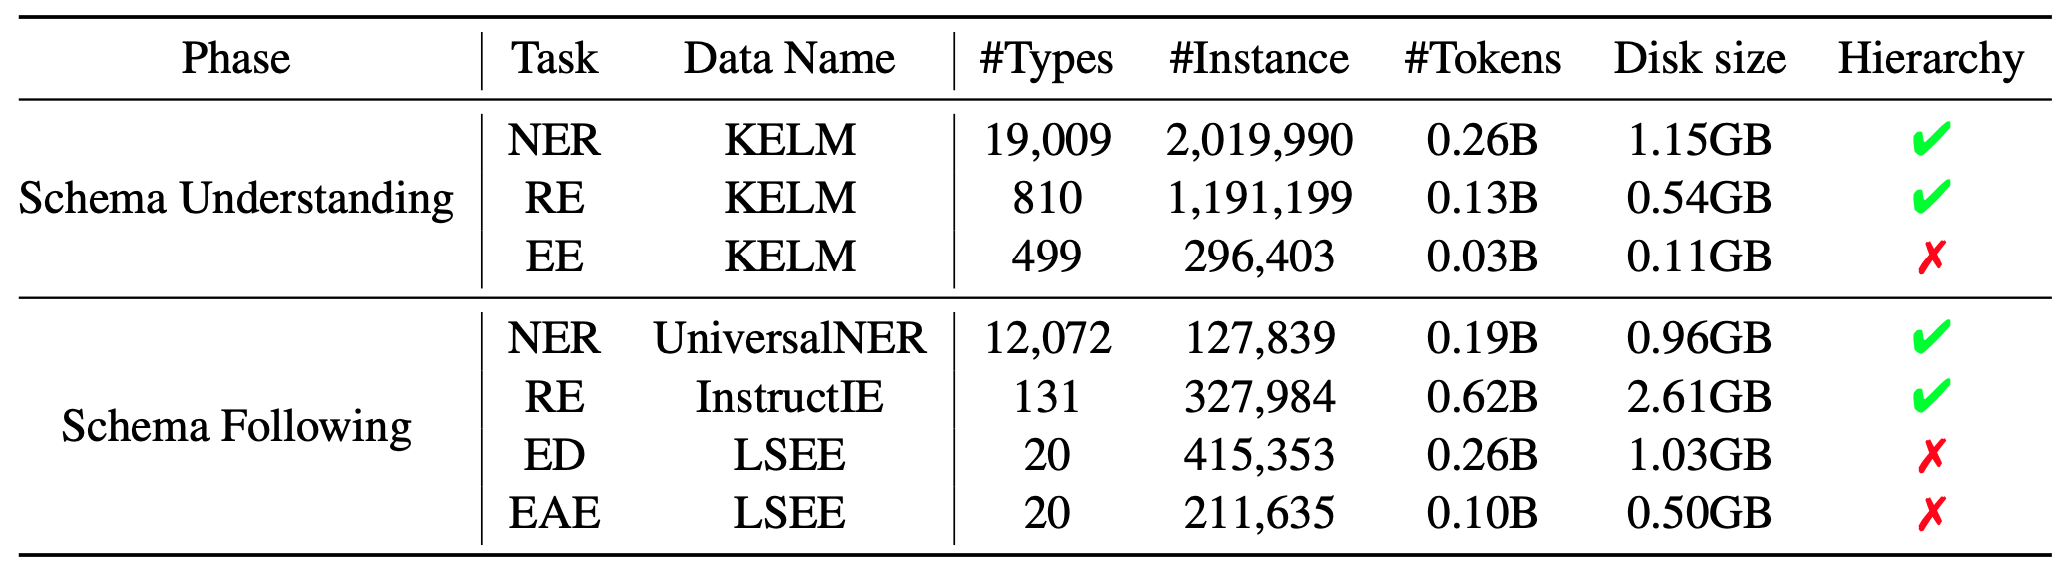 Phase Task Data Name #Types #Instance #Tokens Disk size Hierarchy
Schema Understanding NER KELM 19,009 2,019,990 0.26B 1.15GB ✔
RE KELM 810 1,191,199 0.13B 0.54GB ✔
EE KELM 499 296,403 0.03B 0.11GB ✗
Schema Following NER UniversalNER 12,072 127,839 0.19B 0.96GB ✔
RE InstructIE 131 327,984 0.62B 2.61GB ✔
ED LSEE 20 415,353 0.26B 1.03GB ✗
EAE LSEE 20 211,635 0.10B 0.50GB ✗